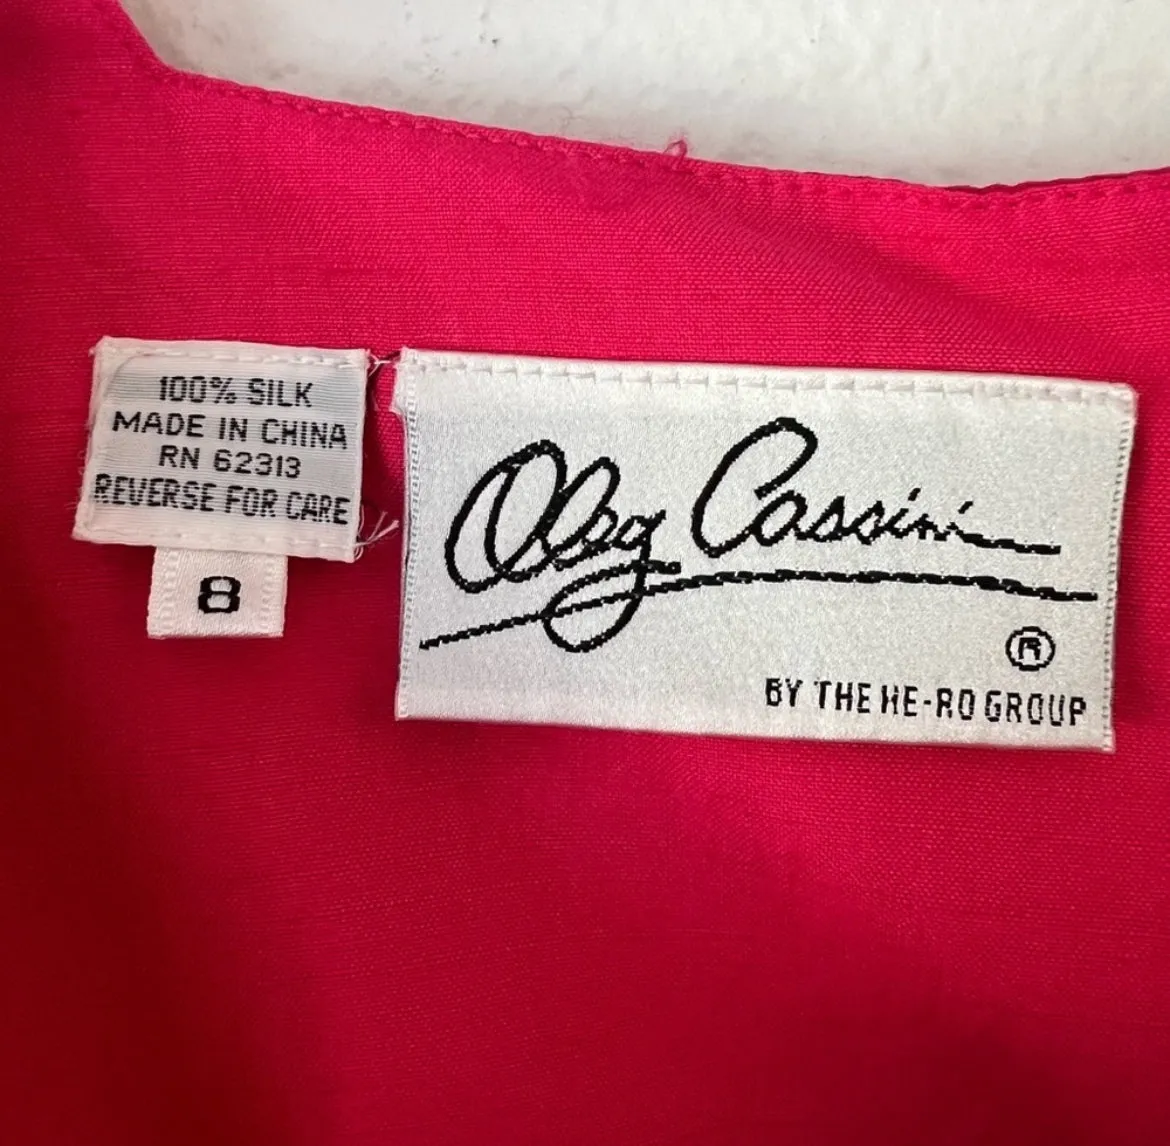 100% SILK
MADE IN CHINA
RN 62313
REVERSE FOR CARE
8
Oleg Cassini
®
BY THE HE-RO GROUP